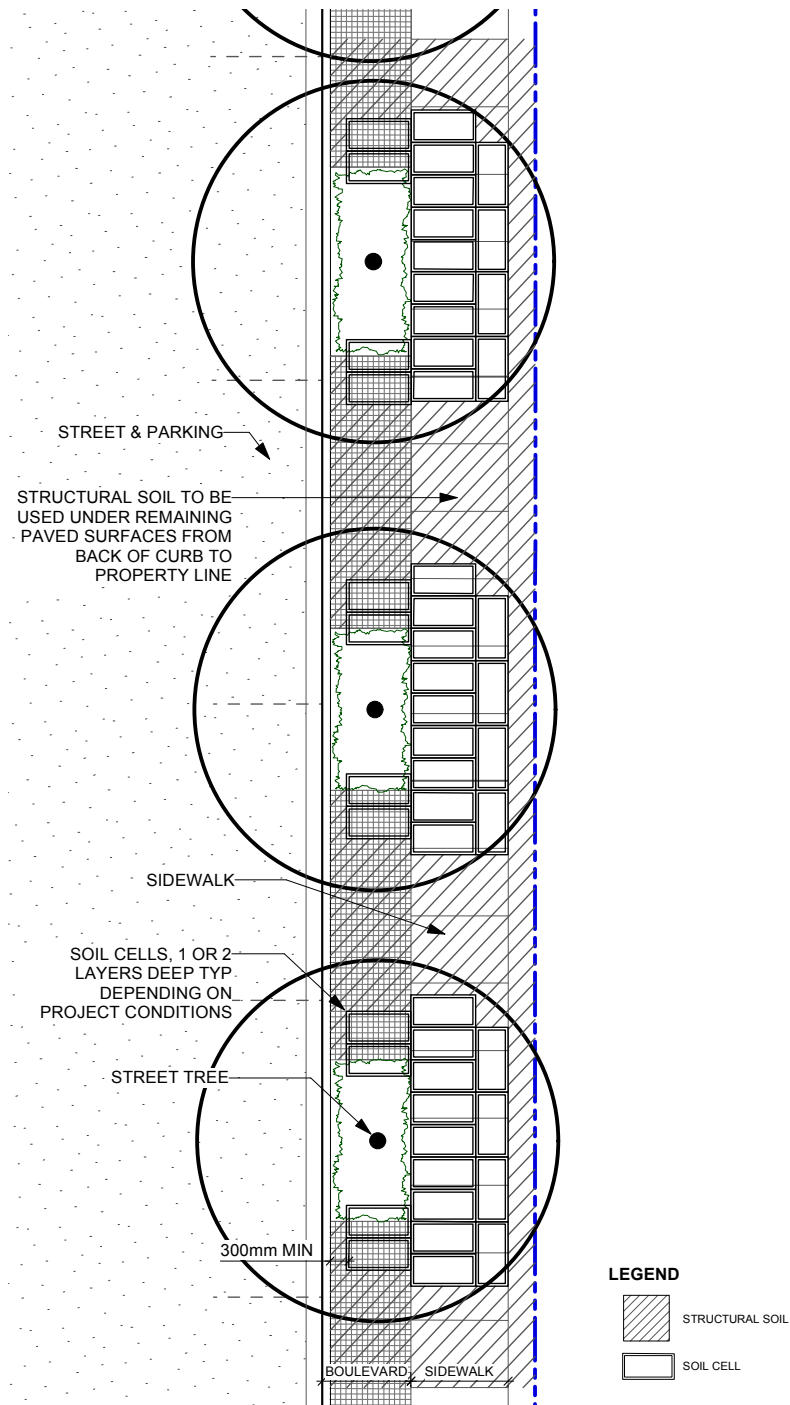 STREET & PARKING
STRUCTURAL SOIL TO BE
USED UNDER REMAINING
PAVED SURFACES FROM
BACK OF CURB TO
PROPERTY LINE
SIDEWALK
SOIL CELLS, 1 OR 2
LAYERS DEEP TYP
DEPENDING ON
PROJECT CONDITIONS
STREET TREE
300mm MIN
LEGEND
STRUCTURAL SOIL
SOIL CELL
BOULEVARD
SIDEWALK